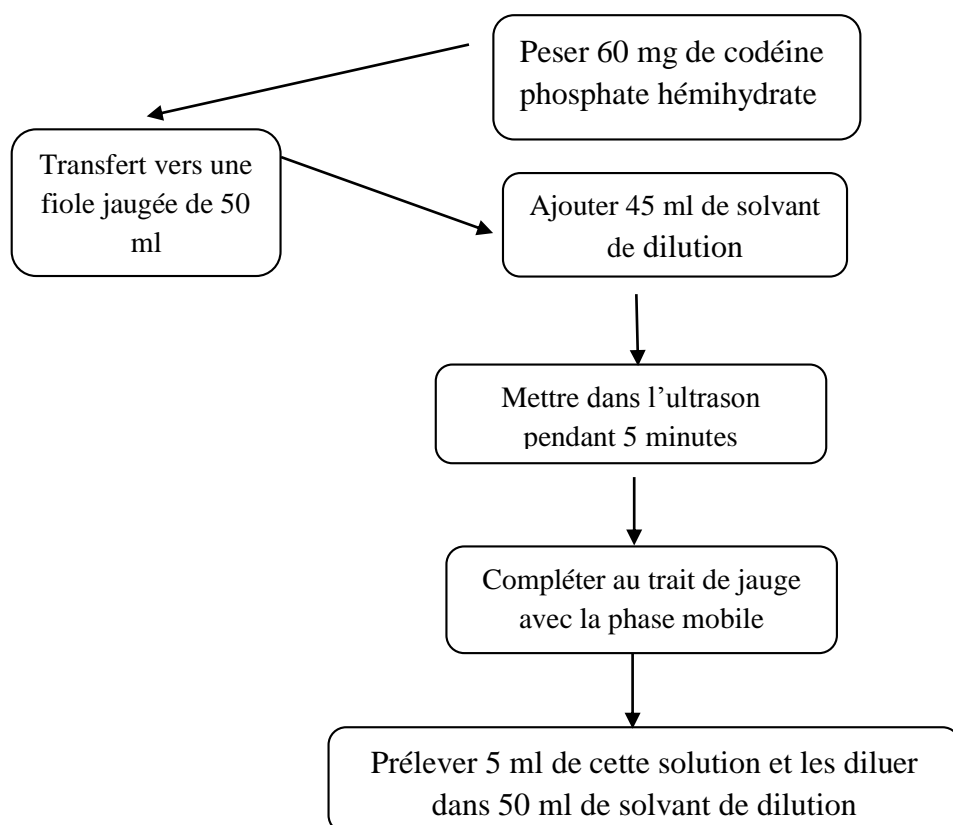 Peser 60 mg de codéine
phosphate hémihydrate
Transfert vers une
fiole jaugée de 50
ml
Ajouter 45 ml de solvant
de dilution
Mettre dans l’ultrason
pendant 5 minutes
Compléter au trait de jauge
avec la phase mobile
Prélever 5 ml de cette solution et les diluer
dans 50 ml de solvant de dilution